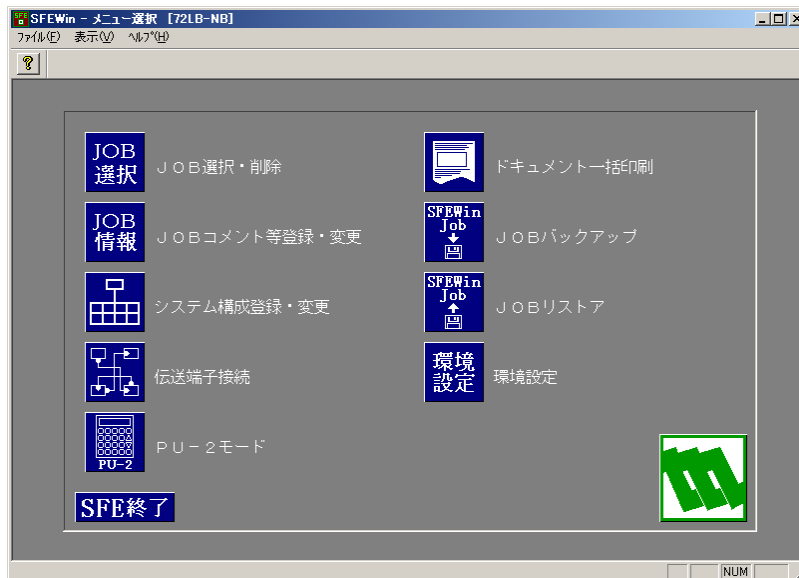 SFEWin - メニュー選択 [72LB-NB]
ファイル(F) 表示(V) ヘルプ(H)
JOB
選択
ＪＯＢ選択・削除
JOB
情報
ＪＯＢコメント等登録・変更
システム構成登録・変更
伝送端子接続
PU-2
ＰＵ－２モード
SFE終了
ドキュメント一括印刷
SFEWin
Job
ＪＯＢバックアップ
SFEWin
Job
ＪＯＢリストア
環境
設定
環境設定
NUM